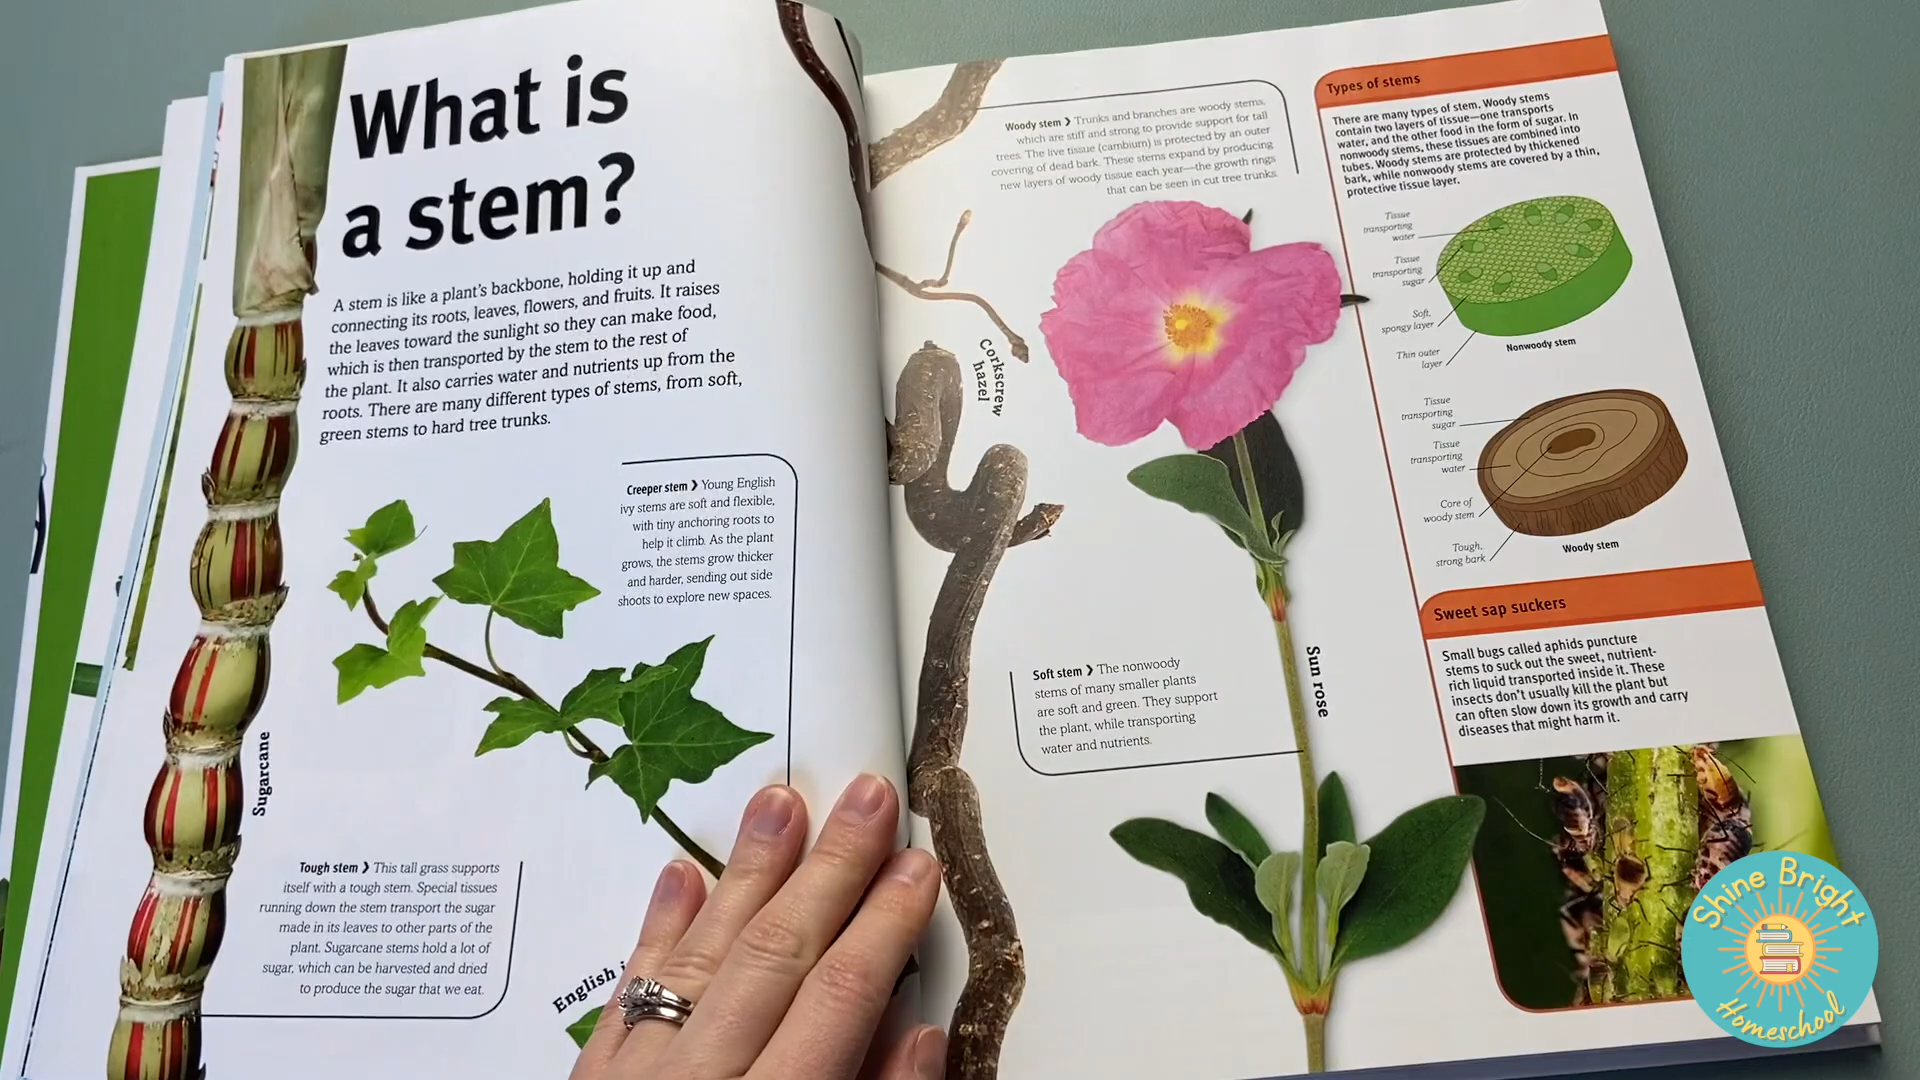 What is
a stem?
A stem is like a plant's backbone, holding it up and
connecting its roots, leaves, flowers, and fruits. It raises
the leaves toward the sunlight so they can make food,
which is then transported by the stem to the rest of
the plant. It also carries water and nutrients up from the
roots. There are many different types of stems, from soft,
green stems to hard tree trunks.
Creeper stem ❯ Young English
ivy stems are soft and flexible,
with tiny anchoring roots to
help it climb. As the plant
grows, the stems grow thicker
and harder, sending out side
shoots to explore new spaces.
Sugarcane
Tough stem ❯ This tall grass supports
itself with a tough stem. Special tissues
running down the stem transport the sugar
made in its leaves to other parts of the
plant. Sugarcane stems hold a lot of
sugar, which can be harvested and dried
to produce the sugar that we eat.
English
Woody stem ❯ Trunks and branches are woody stems,
which are stiff and strong to provide support for tall
trees. The live tissue (cambium) is protected by an outer
covering of dead bark. These stems expand by producing
new layers of woody tissue each year—the growth rings
that can be seen in cut tree trunks.
Corkscrew
hazel
Soft stem ❯ The nonwoody
stems of many smaller plants
are soft and green. They support
the plant, while transporting
water and nutrients.
Sun rose
Types of stems
There are many types of stem. Woody stems
contain two layers of tissue—one transports
water, and the other food in the form of sugar. In
nonwoody stems, these tissues are combined into
tubes. Woody stems are protected by thickened
bark, while nonwoody stems are covered by a thin,
protective tissue layer.
Tissue
transporting
water
Tissue
transporting
sugar
Soft,
spongy layer
Thin outer
layer
Nonwoody stem
Tissue
transporting
sugar
Tissue
transporting
water
Core of
woody stem
Tough,
strong bark
Woody stem
Sweet sap suckers
Small bugs called aphids puncture
stems to suck out the sweet, nutrient-
rich liquid transported inside it. These
insects don't usually kill the plant but
can often slow down its growth and carry
diseases that might harm it.
Shine Bright
Homeschool